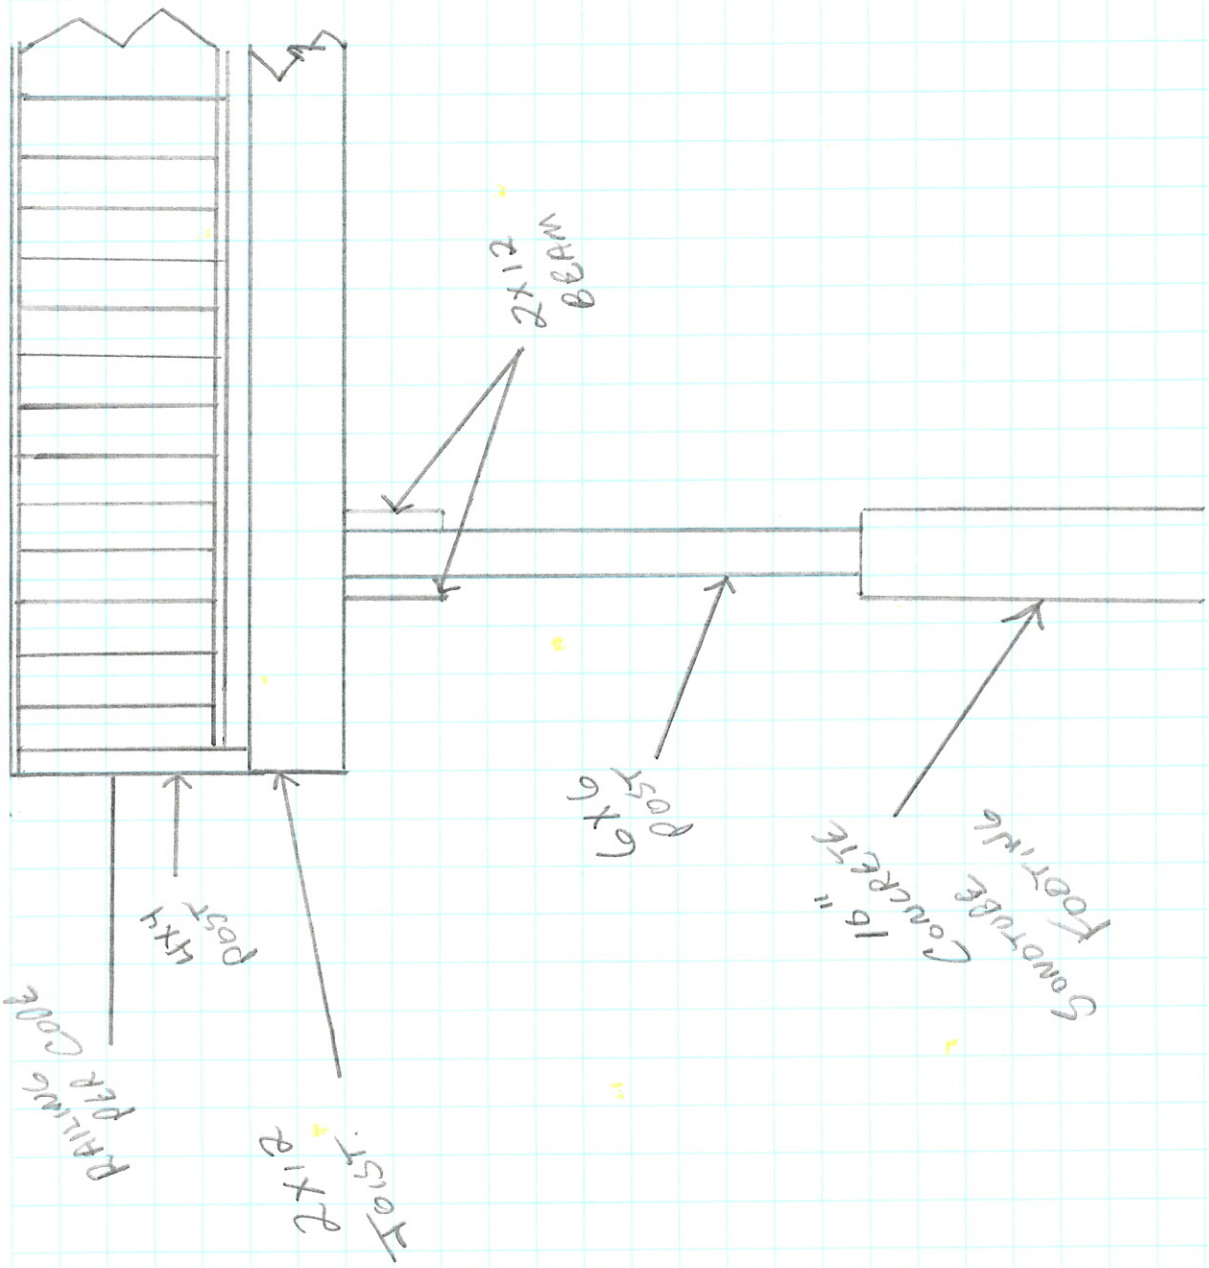 RAILING
PER CODE
4X4
POST
2X12
JOIST
2X12
BEAM
6X6
POST
16"
CONCRETE
SONOTUBE
FOOTING